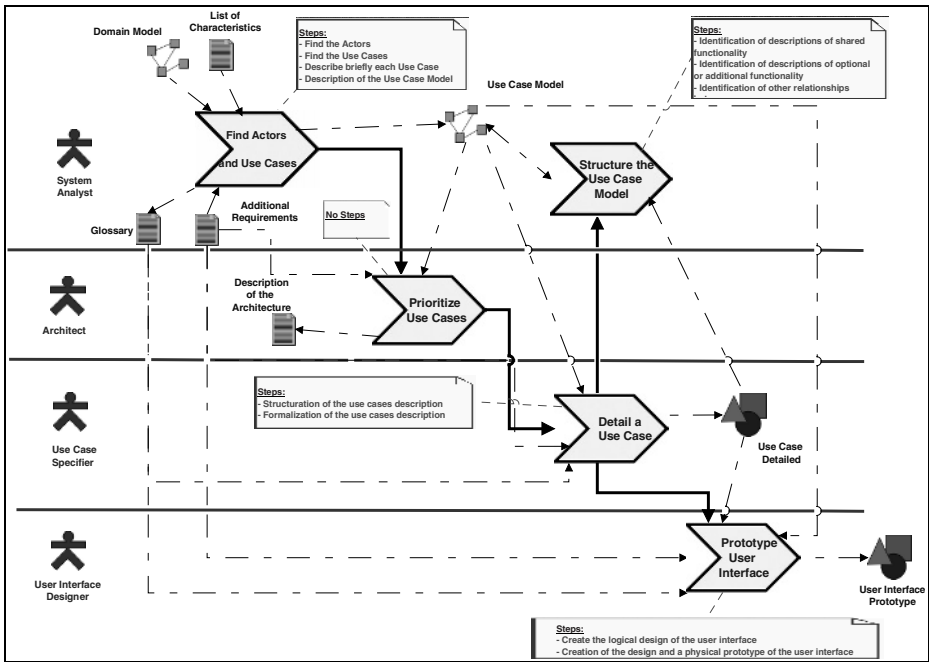 List of
Characteristics
Domain Model
Steps:
- Find the Actors
- Find the Use Cases
- Describe briefly each Use Case
- Description of the Use Case Model
Steps:
- Identification of descriptions of shared
functionality
- Identification of descriptions of optional
or additional functionality
- Identification of other relationships
Use Case Model
Find Actors
and Use Cases
Structure the
Use Case
Model
System
Analyst
Glossary
Additional
Requirements
No Steps
Description
of the
Architecture
Prioritize
Use Cases
Architect
Steps:
- Structuration of the use cases description
- Formalization of the use cases description
Detail a
Use Case
Use Case
Specifier
Use Case
Detailed
Prototype
User
Interface
User Interface
Designer
User Interface
Prototype
Steps:
- Create the logical design of the user interface
- Creation of the design and a physical prototype of the user interface